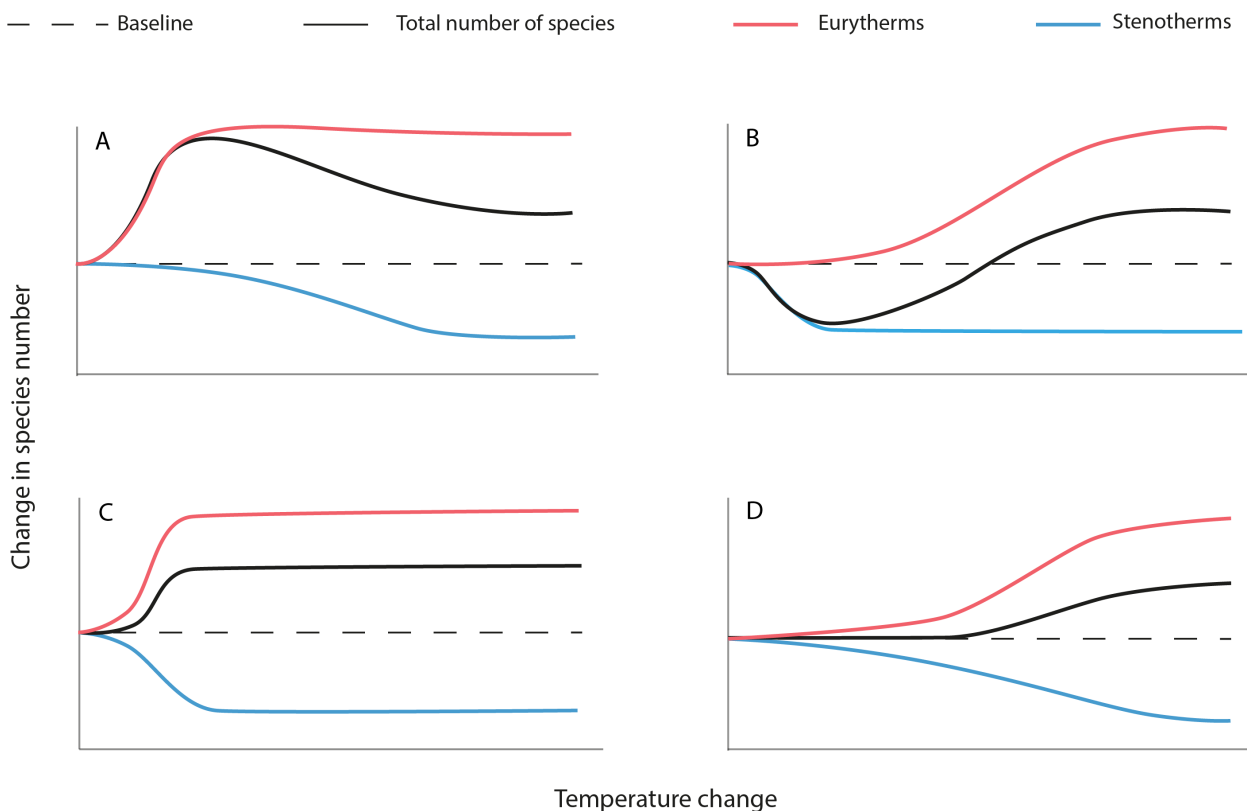 Baseline
Total number of species
Eurytherms
Stenotherms
A
B
Change in species number
C
D
Temperature change